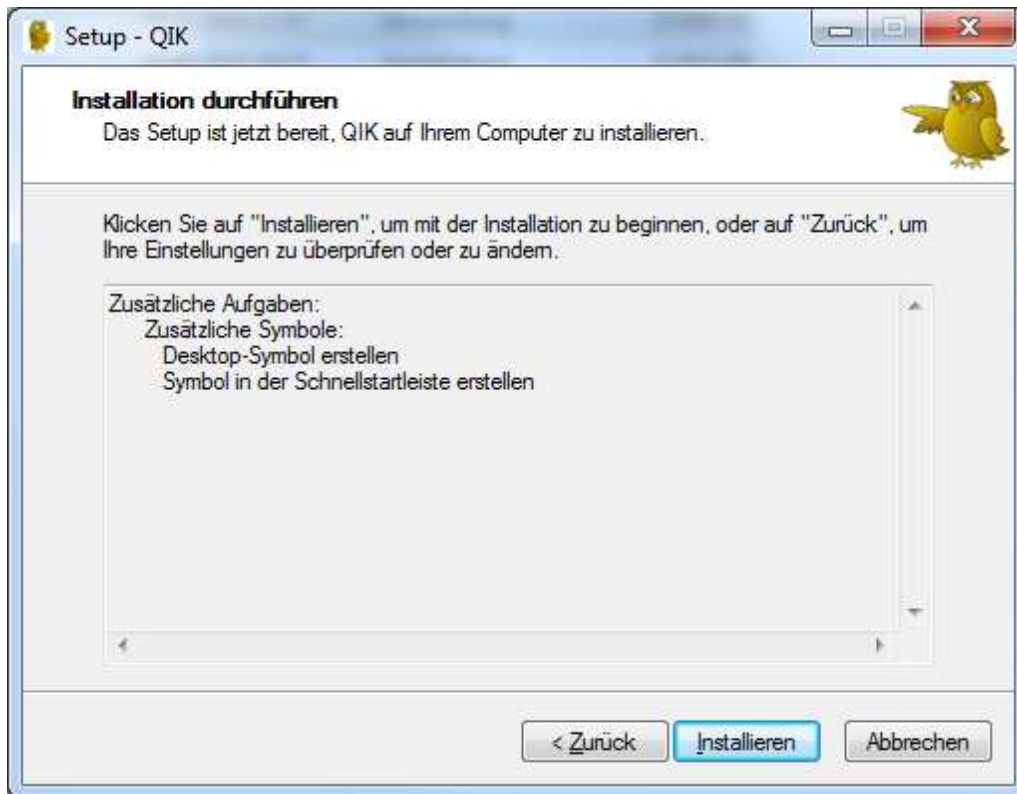 Setup - QIK
Installation durchführen
Das Setup ist jetzt bereit, QIK auf Ihrem Computer zu installieren.
Klicken Sie auf "Installieren", um mit der Installation zu beginnen, oder auf "Zurück", um
Ihre Einstellungen zu überprüfen oder zu ändern.
Zusätzliche Aufgaben:
Zusätzliche Symbole:
Desktop-Symbol erstellen
Symbol in der Schnellstartleiste erstellen
< Zurück
Installieren
Abbrechen